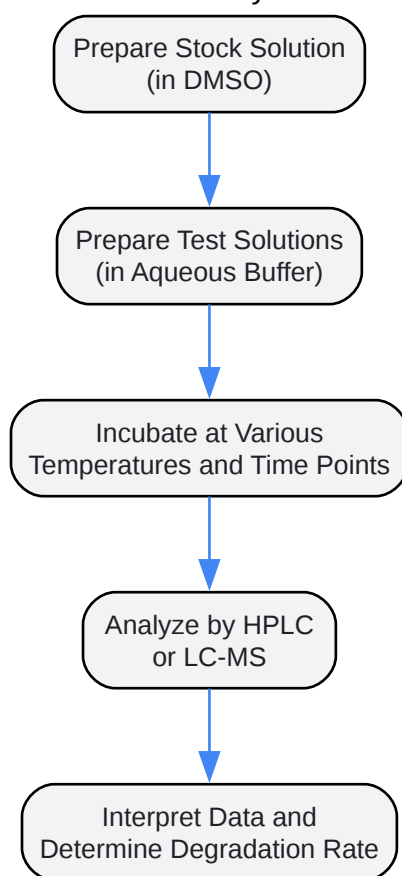 Prepare Stock Solution
(in DMSO)
Prepare Test Solutions
(in Aqueous Buffer)
Incubate at Various
Temperatures and Time Points
Analyze by HPLC
or LC-MS
Interpret Data and
Determine Degradation Rate